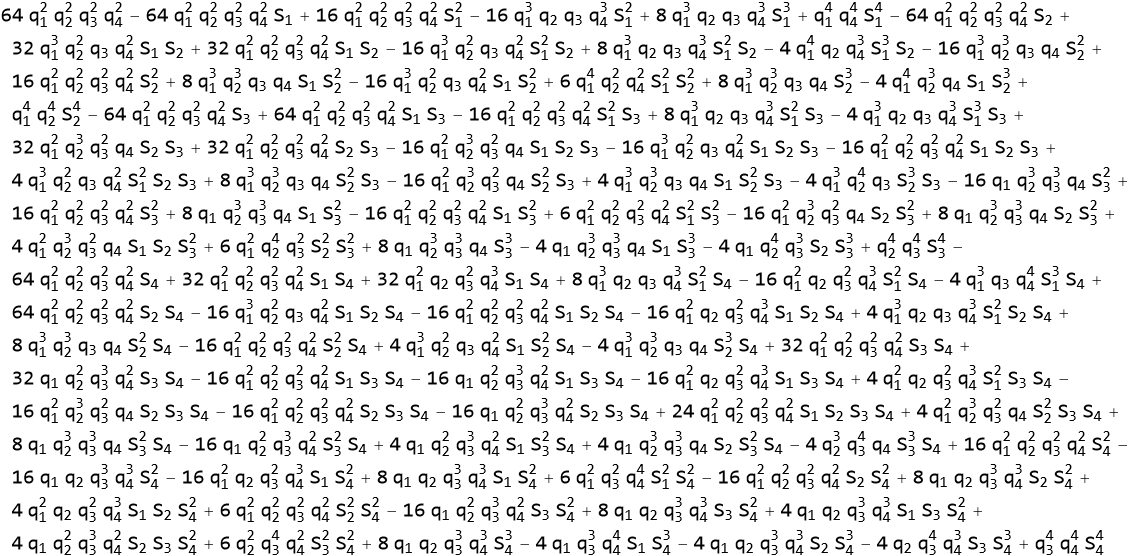 64 q_1^2 q_2^2 q_3^2 q_4^2 − 64 q_1^2 q_2^2 q_3^2 q_4^2 S_1 + 16 q_1^2 q_2^2 q_3^2 q_4^2 S_1^2 − 16 q_1^3 q_2 q_3 q_4^3 S_1^2 + 8 q_1^3 q_2 q_3 q_4^3 S_1^3 + q_1^4 q_4^4 S_1^4 − 64 q_1^2 q_2^2 q_3^2 q_4^2 S_2 +
32 q_1^3 q_2^2 q_3 q_4^2 S_1 S_2 + 32 q_1^2 q_2^2 q_3^2 q_4^2 S_1 S_2 − 16 q_1^3 q_2^2 q_3 q_4^2 S_1^2 S_2 + 8 q_1^3 q_2 q_3 q_4^3 S_1^2 S_2 − 4 q_1^4 q_2 q_4^3 S_1^3 S_2 − 16 q_1^3 q_2^3 q_3 q_4 S_2^2 +
16 q_1^2 q_2^2 q_3^2 q_4^2 S_2^2 + 8 q_1^3 q_2^3 q_3 q_4 S_1 S_2^2 − 16 q_1^3 q_2^2 q_3 q_4^2 S_1 S_2^2 + 6 q_1^4 q_2^2 q_4^2 S_1^2 S_2^2 + 8 q_1^3 q_2^3 q_3 q_4 S_2^3 − 4 q_1^4 q_2^3 q_4 S_1 S_2^3 +
q_1^4 q_2^4 S_2^4 − 64 q_1^2 q_2^2 q_3^2 q_4^2 S_3 + 64 q_1^2 q_2^2 q_3^2 q_4^2 S_1 S_3 − 16 q_1^2 q_2^2 q_3^2 q_4^2 S_1^2 S_3 + 8 q_1^3 q_2 q_3 q_4^3 S_1^2 S_3 − 4 q_1^3 q_2 q_3 q_4^3 S_1^3 S_3 +
32 q_1^2 q_2^3 q_3^2 q_4 S_2 S_3 + 32 q_1^2 q_2^2 q_3^2 q_4^2 S_2 S_3 − 16 q_1^2 q_2^3 q_3^2 q_4 S_1 S_2 S_3 − 16 q_1^3 q_2^2 q_3 q_4^2 S_1 S_2 S_3 − 16 q_1^2 q_2^2 q_3^2 q_4^2 S_1 S_2 S_3 +
4 q_1^3 q_2^2 q_3 q_4^2 S_1^2 S_2 S_3 + 8 q_1^3 q_2^3 q_3 q_4 S_2^2 S_3 − 16 q_1^2 q_2^3 q_3^2 q_4 S_2^2 S_3 + 4 q_1^3 q_2^3 q_3 q_4 S_1 S_2^2 S_3 − 4 q_1^3 q_2^4 q_3 S_2^3 S_3 − 16 q_1 q_2^3 q_3^3 q_4 S_3^2 +
16 q_1^2 q_2^2 q_3^2 q_4^2 S_3^2 + 8 q_1 q_2^3 q_3^3 q_4 S_1 S_3^2 − 16 q_1^2 q_2^2 q_3^2 q_4^2 S_1 S_3^2 + 6 q_1^2 q_2^2 q_3^2 q_4^2 S_1^2 S_3^2 − 16 q_1^2 q_2^3 q_3^2 q_4 S_2 S_3^2 + 8 q_1 q_2^3 q_3^3 q_4 S_2 S_3^2 +
4 q_1^2 q_2^3 q_3^2 q_4 S_1 S_2 S_3^2 + 6 q_1^2 q_2^4 q_3^2 S_2^2 S_3^2 + 8 q_1 q_2^3 q_3^3 q_4 S_3^3 − 4 q_1 q_2^3 q_3^3 q_4 S_1 S_3^3 − 4 q_1 q_2^4 q_3^3 S_2 S_3^3 + q_2^4 q_3^4 S_3^4 −
64 q_1^2 q_2^2 q_3^2 q_4^2 S_4 + 32 q_1^2 q_2^2 q_3^2 q_4^2 S_1 S_4 + 32 q_1^2 q_2 q_3^2 q_4^3 S_1 S_4 + 8 q_1^3 q_2 q_3 q_4^3 S_1^2 S_4 − 16 q_1^2 q_2 q_3^2 q_4^3 S_1^2 S_4 − 4 q_1^3 q_3 q_4^4 S_1^3 S_4 +
64 q_1^2 q_2^2 q_3^2 q_4^2 S_2 S_4 − 16 q_1^3 q_2^2 q_3 q_4^2 S_1 S_2 S_4 − 16 q_1^2 q_2^2 q_3^2 q_4^2 S_1 S_2 S_4 − 16 q_1^2 q_2 q_3^2 q_4^3 S_1 S_2 S_4 + 4 q_1^3 q_2 q_3 q_4^3 S_1^2 S_2 S_4 +
8 q_1^3 q_2^3 q_3 q_4 S_2^2 S_4 − 16 q_1^2 q_2^2 q_3^2 q_4^2 S_2^2 S_4 + 4 q_1^3 q_2^2 q_3 q_4^2 S_1 S_2^2 S_4 − 4 q_1^3 q_2^3 q_3 q_4 S_2^3 S_4 + 32 q_1^2 q_2^2 q_3^2 q_4^2 S_3 S_4 +
32 q_1 q_2^2 q_3^3 q_4^2 S_3 S_4 − 16 q_1^2 q_2^2 q_3^2 q_4^2 S_1 S_3 S_4 − 16 q_1 q_2^2 q_3^3 q_4^2 S_1 S_3 S_4 − 16 q_1^2 q_2 q_3^2 q_4^3 S_1 S_3 S_4 + 4 q_1^2 q_2 q_3^2 q_4^3 S_1^2 S_3 S_4 −
16 q_1^2 q_2^3 q_3^2 q_4 S_2 S_3 S_4 − 16 q_1^2 q_2^2 q_3^2 q_4^2 S_2 S_3 S_4 − 16 q_1 q_2^2 q_3^3 q_4^2 S_2 S_3 S_4 + 24 q_1^2 q_2^2 q_3^2 q_4^2 S_1 S_2 S_3 S_4 + 4 q_1^2 q_2^3 q_3^2 q_4 S_2^2 S_3 S_4 +
8 q_1 q_2^3 q_3^3 q_4 S_3^2 S_4 − 16 q_1 q_2^2 q_3^3 q_4^2 S_3^2 S_4 + 4 q_1 q_2^2 q_3^3 q_4^2 S_1 S_3^2 S_4 + 4 q_1 q_2^3 q_3^3 q_4 S_2 S_3^2 S_4 − 4 q_2^3 q_3^4 q_4 S_3^3 S_4 + 16 q_1^2 q_2^2 q_3^2 q_4^2 S_4^2 −
16 q_1 q_2 q_3^3 q_4^3 S_4^2 − 16 q_1^2 q_2 q_3^2 q_4^3 S_1 S_4^2 + 8 q_1 q_2 q_3^3 q_4^3 S_1 S_4^2 + 6 q_1^2 q_3^2 q_4^4 S_1^2 S_4^2 − 16 q_1^2 q_2^2 q_3^2 q_4^2 S_2 S_4^2 + 8 q_1 q_2 q_3^3 q_4^3 S_2 S_4^2 +
4 q_1^2 q_2 q_3^2 q_4^3 S_1 S_2 S_4^2 + 6 q_1^2 q_2^2 q_3^2 q_4^2 S_2^2 S_4^2 − 16 q_1 q_2^2 q_3^3 q_4^2 S_3 S_4^2 + 8 q_1 q_2 q_3^3 q_4^3 S_3 S_4^2 + 4 q_1 q_2 q_3^3 q_4^3 S_1 S_3 S_4^2 +
4 q_1 q_2^2 q_3^3 q_4^2 S_2 S_3 S_4^2 + 6 q_2^2 q_3^4 q_4^2 S_3^2 S_4^2 + 8 q_1 q_2 q_3^3 q_4^3 S_4^3 − 4 q_1 q_3^3 q_4^4 S_1 S_4^3 − 4 q_1 q_2 q_3^3 q_4^3 S_2 S_4^3 − 4 q_2 q_3^4 q_4^3 S_3 S_4^3 + q_3^4 q_4^4 S_4^4